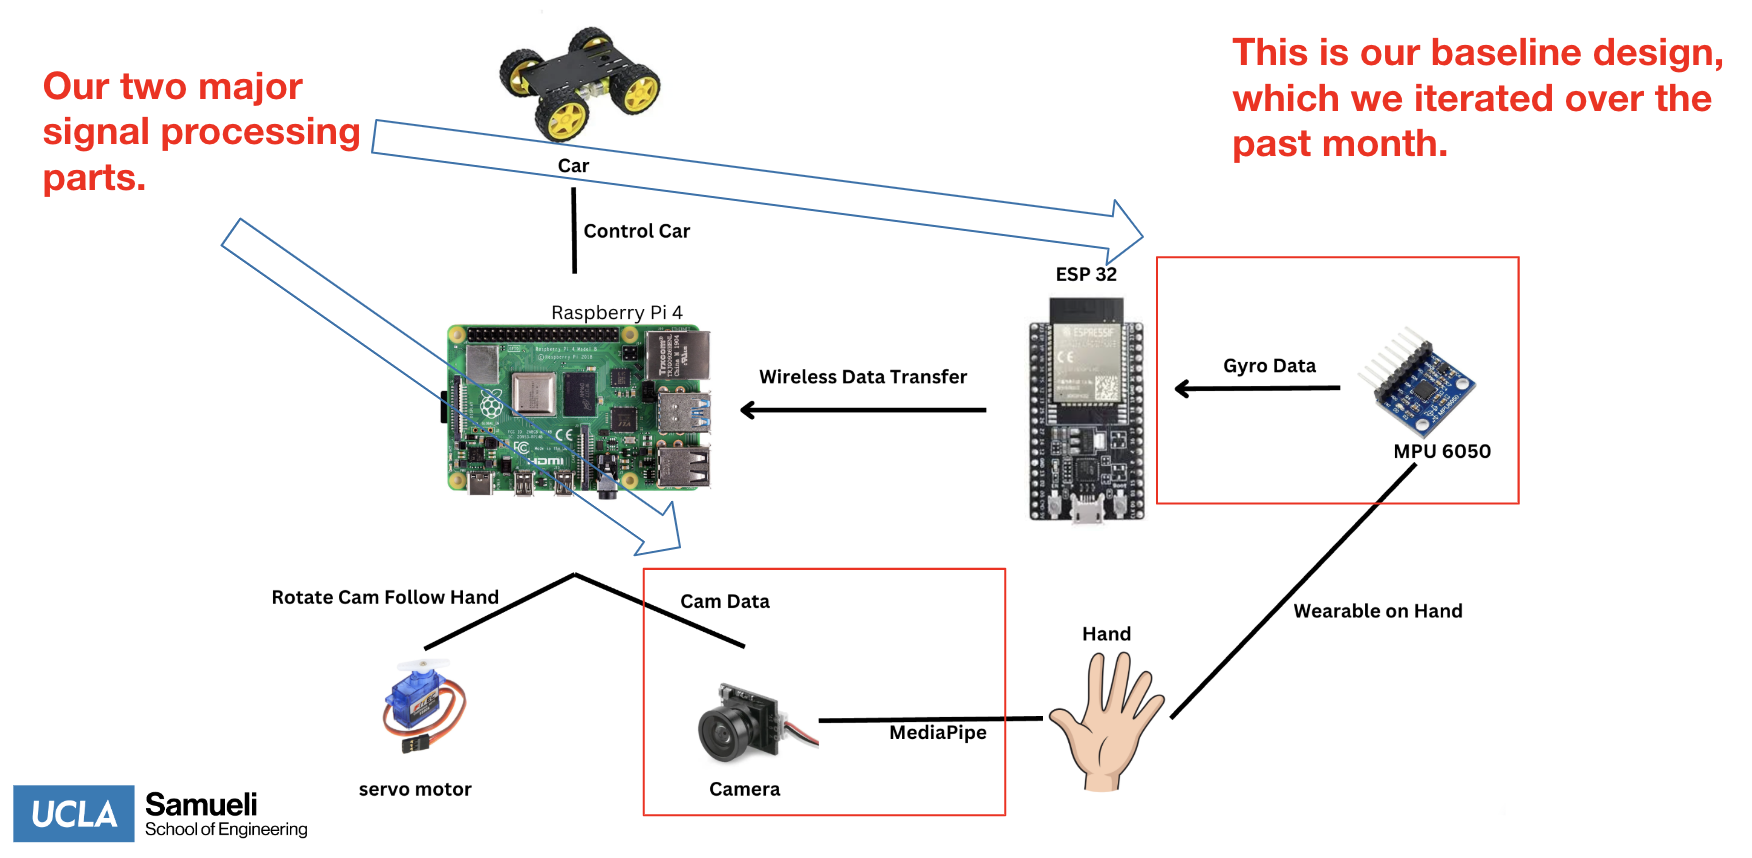 Our two major
signal processing
parts.
This is our baseline design,
which we iterated over the
past month.
Car
Control Car
Raspberry Pi 4
ESP 32
Wireless Data Transfer
Gyro Data
MPU 6050
HDMI
ESPRESSIF
Rotate Cam Follow Hand
Cam Data
Wearable on Hand
Hand
MediaPipe
servo motor
Camera
UCLA
Samueli
School of Engineering